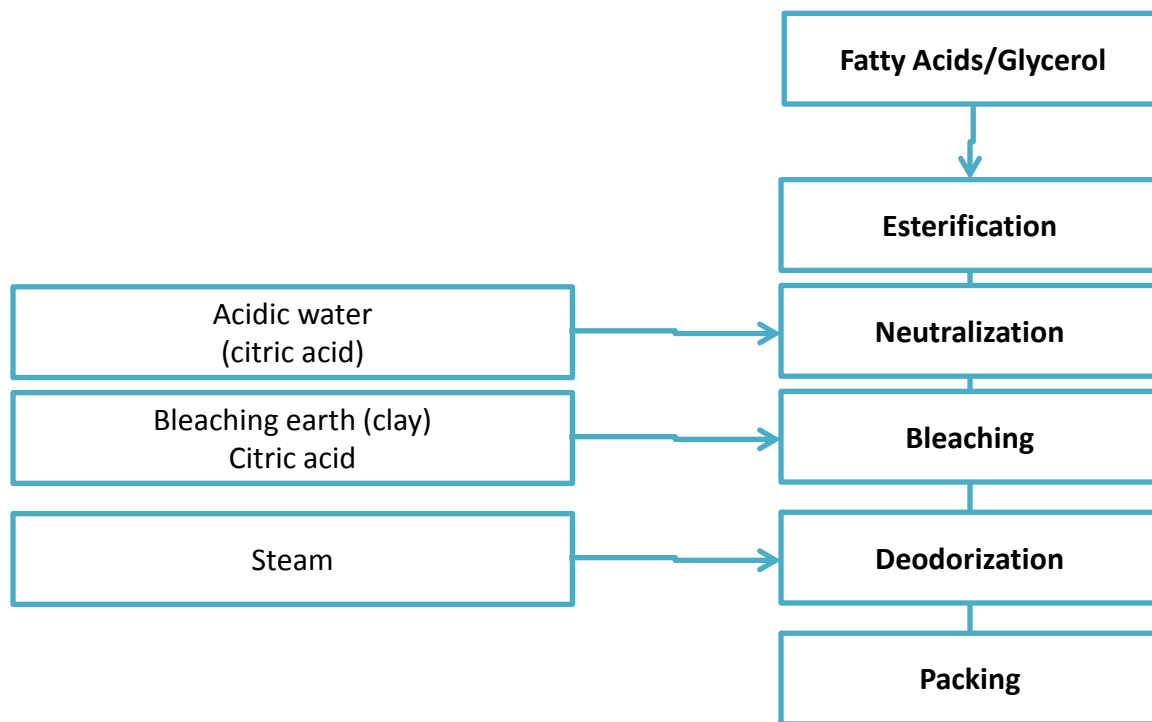 Fatty Acids/Glycerol
Esterification
Acidic water
(citric acid)
Neutralization
Bleaching earth (clay)
Citric acid
Bleaching
Steam
Deodorization
Packing